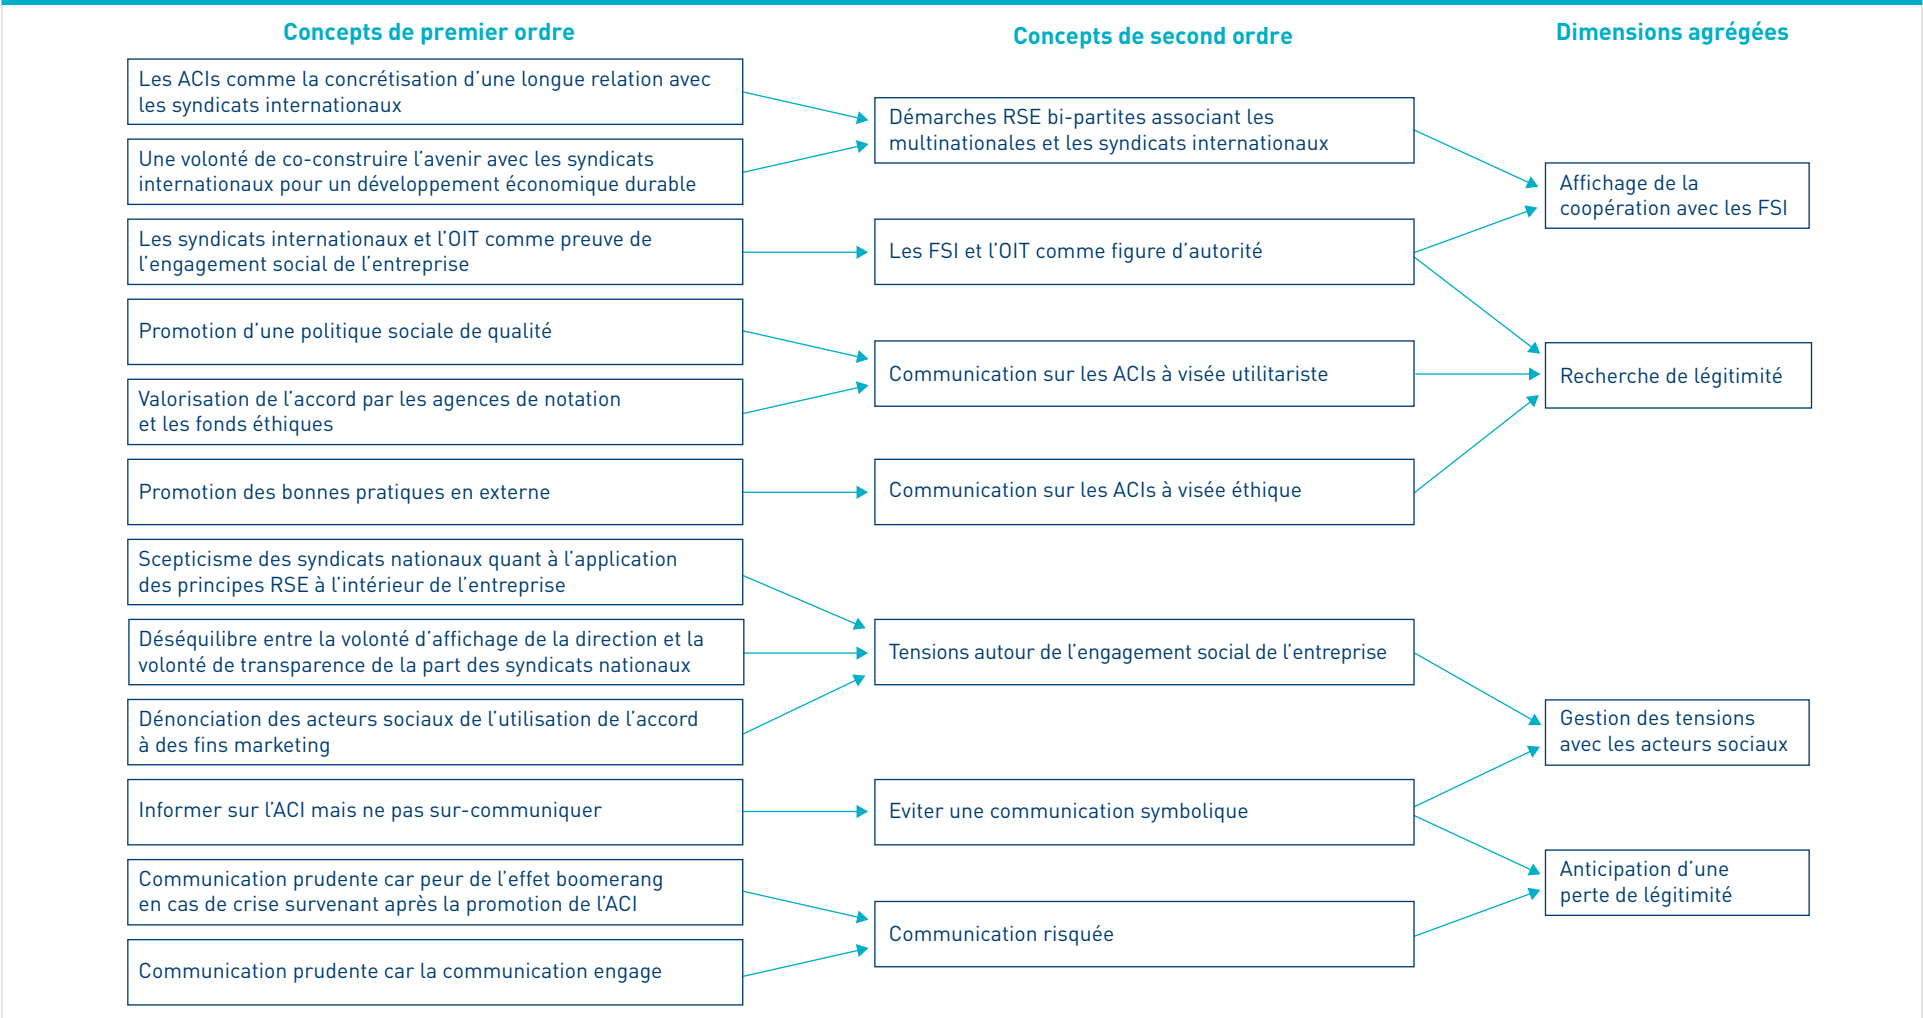 Concepts de premier ordre
Les ACIs comme la concrétisation d’une longue relation avec
les syndicats internationaux
Une volonté de co-construire l’avenir avec les syndicats
internationaux pour un développement économique durable
Les syndicats internationaux et l’OIT comme preuve de
l’engagement social de l’entreprise
Promotion d’une politique sociale de qualité
Valorisation de l’accord par les agences de notation
et les fonds éthiques
Promotion des bonnes pratiques en externe
Scepticisme des syndicats nationaux quant à l’application
des principes RSE à l’intérieur de l’entreprise
Déséquilibre entre la volonté d’affichage de la direction et la
volonté de transparence de la part des syndicats nationaux
Dénonciation des acteurs sociaux de l’utilisation de l’accord
à des fins marketing
Informer sur l’ACI mais ne pas sur-communiquer
Communication prudente car peur de l’effet boomerang
en cas de crise survenant après la promotion de l’ACI
Communication prudente car la communication engage
Concepts de second ordre
Démarches RSE bi-partites associant les
multinationales et les syndicats internationaux
Les FSI et l’OIT comme figure d’autorité
Communication sur les ACIs à visée utilitariste
Communication sur les ACIs à visée éthique
Tensions autour de l’engagement social de l’entreprise
Eviter une communication symbolique
Communication risquée
Dimensions agrégées
Affichage de la
coopération avec les FSI
Recherche de légitimité
Gestion des tensions
avec les acteurs sociaux
Anticipation d’une
perte de légitimité